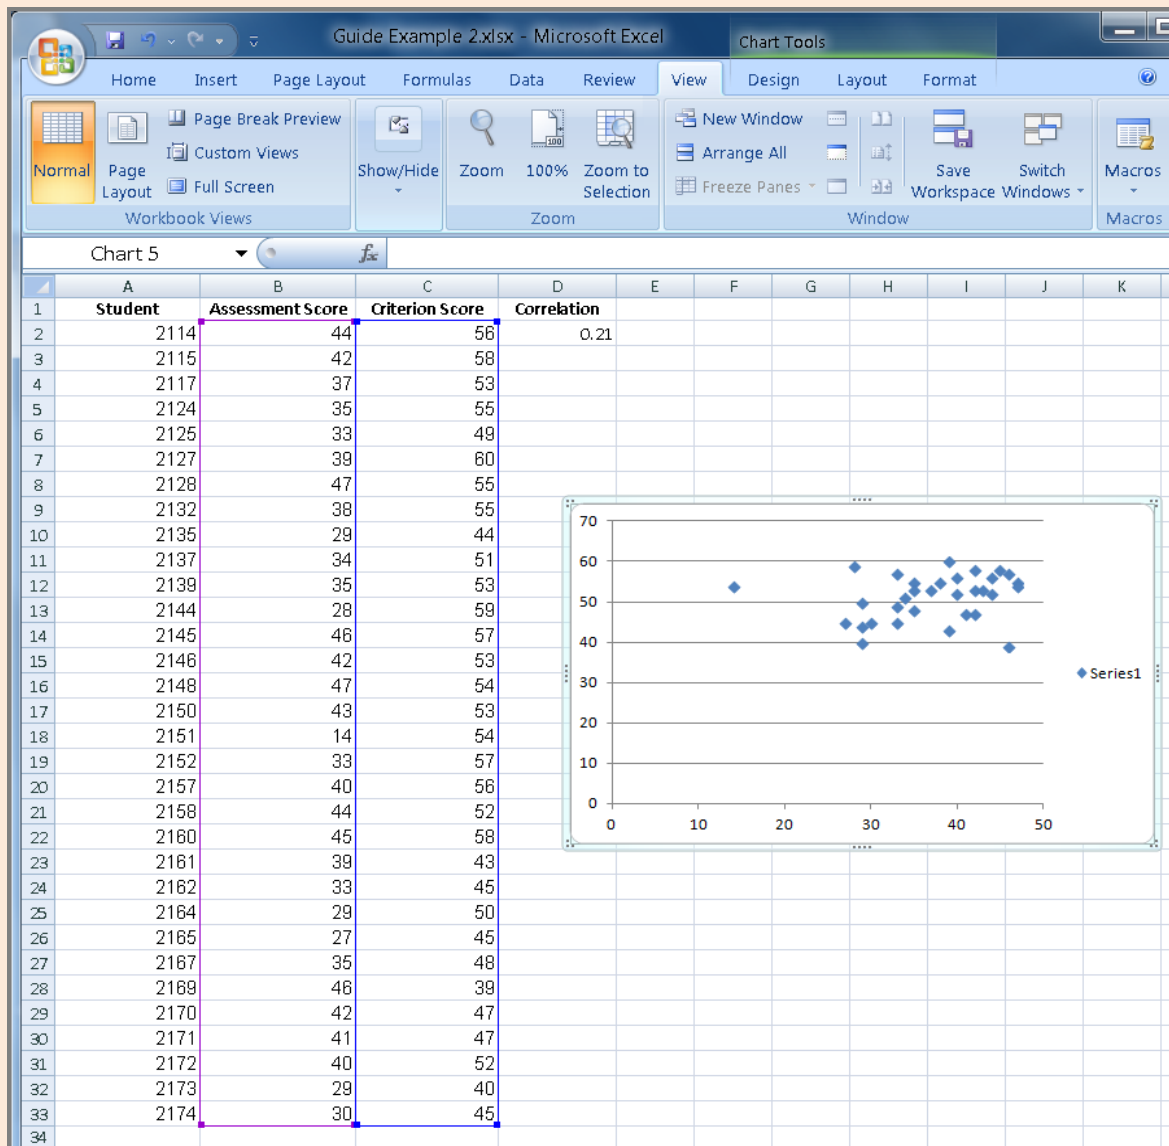 Guide Example 2.xlsx - Microsoft Excel
Chart Tools
Home Insert Page Layout Formulas Data Review View Design Layout Format
Normal
Page Layout
Page Break Preview
Custom Views
Full Screen
Workbook Views
Show/Hide
Zoom
100%
Zoom to Selection
Zoom
New Window
Arrange All
Freeze Panes
Save Workspace
Switch Windows
Window
Macros
Macros
Chart 5 fx
A B C D E F G H I J K
1 Student Assessment Score Criterion Score Correlation
2 2114 44 56 0.21
3 2115 42 58
4 2117 37 53
5 2124 35 55
6 2125 33 49
7 2127 39 60
8 2128 47 55
9 2132 38 55
10 2135 29 44
11 2137 34 51
12 2139 35 53
13 2144 28 59
14 2145 46 57
15 2146 42 53
16 2148 47 54
17 2150 43 53
18 2151 14 54
19 2152 33 57
20 2157 40 56
21 2158 44 52
22 2160 45 58
23 2161 39 43
24 2162 33 45
25 2164 29 50
26 2165 27 45
27 2167 35 48
28 2169 46 39
29 2170 42 47
30 2171 41 47
31 2172 40 52
32 2173 29 40
33 2174 30 45
34
70
60
50
40
30
20
10
0
0 10 20 30 40 50
Series1